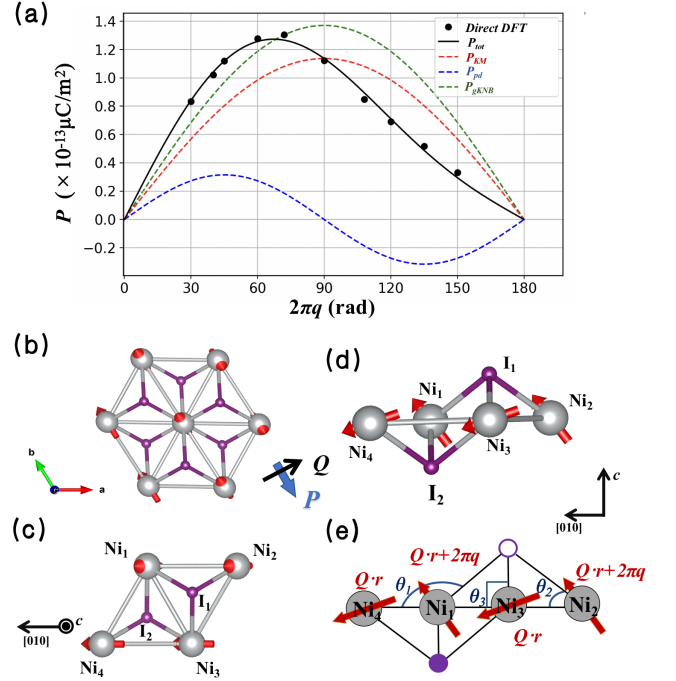 (a)
1.4
1.2
1.0
0.8
0.6
0.4
0.2
0.0
−0.2
P (×10⁻¹³μC/m²)
Direct DFT
P_tot
P_KM
P_pd
P_gKNB
0 30 60 90 120 150 180
2πq (rad)
(b)
b
a
Q
P
(c)
Ni₁
Ni₂
I₁
I₂
Ni₄
Ni₃
[010]
c
(d)
I₁
Ni₁
Ni₂
Ni₄
Ni₃
I₂
c
[010]
(e)
Q·r+2πq
Q·r
Q·r+2πq
θ₁
θ₃
θ₂
Ni₄
Ni₁
Ni₃
Ni₂
Q·r